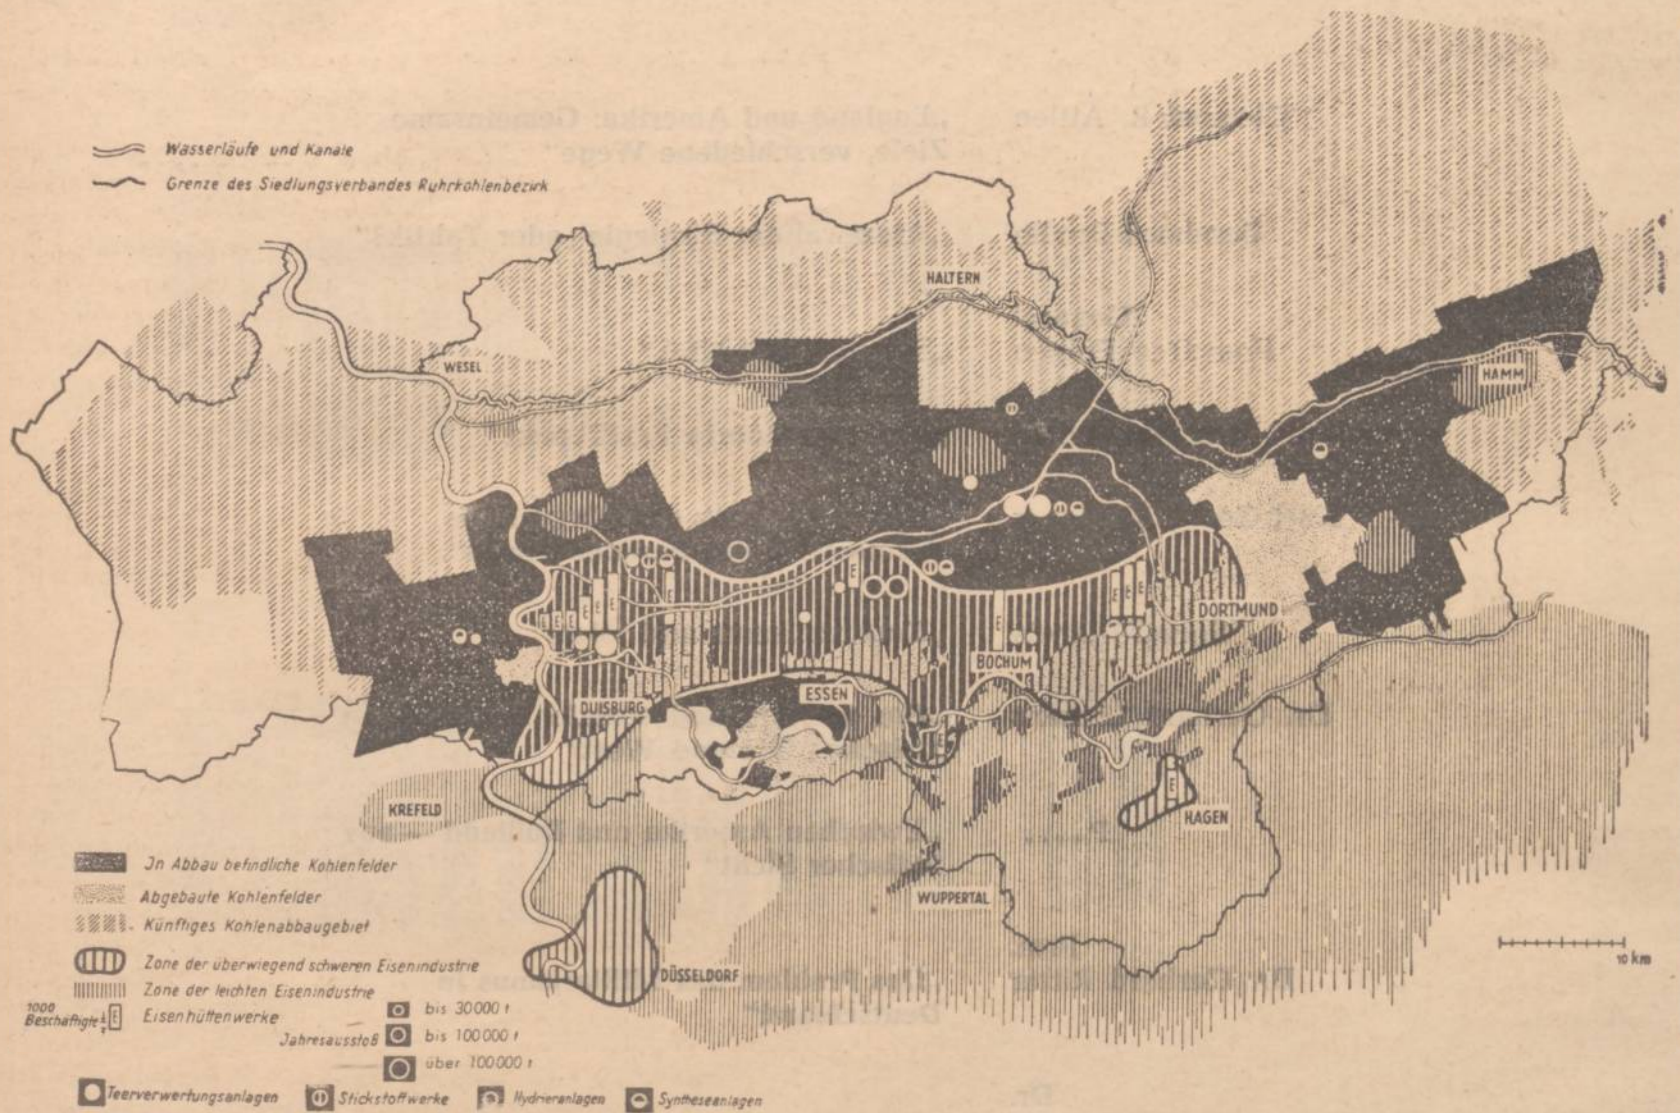 Wasserläufe und Kanäle
Grenze des Siedlungsverbandes Ruhrkohlenbezirk
HALTERN
WESEL
HAMM
DORTMUND
BOCHUM
ESSEN
DUISBURG
KREFELD
HAGEN
WUPPERTAL
DÜSSELDORF
10 km
Jn Abbau befindliche Kohlenfelder
Abgebaute Kohlenfelder
Künftiges Kohlenabbaugebiet
Zone der überwiegend schweren Eisenindustrie
Zone der leichten Eisenindustrie
1000
Beschäftigte E Eisenhüttenwerke
Jahresausstoß
bis 30000 t
bis 100000 t
über 100000 t
Teerverwertungsanlagen Stickstoffwerke Hydrieranlagen Syntheseanlagen